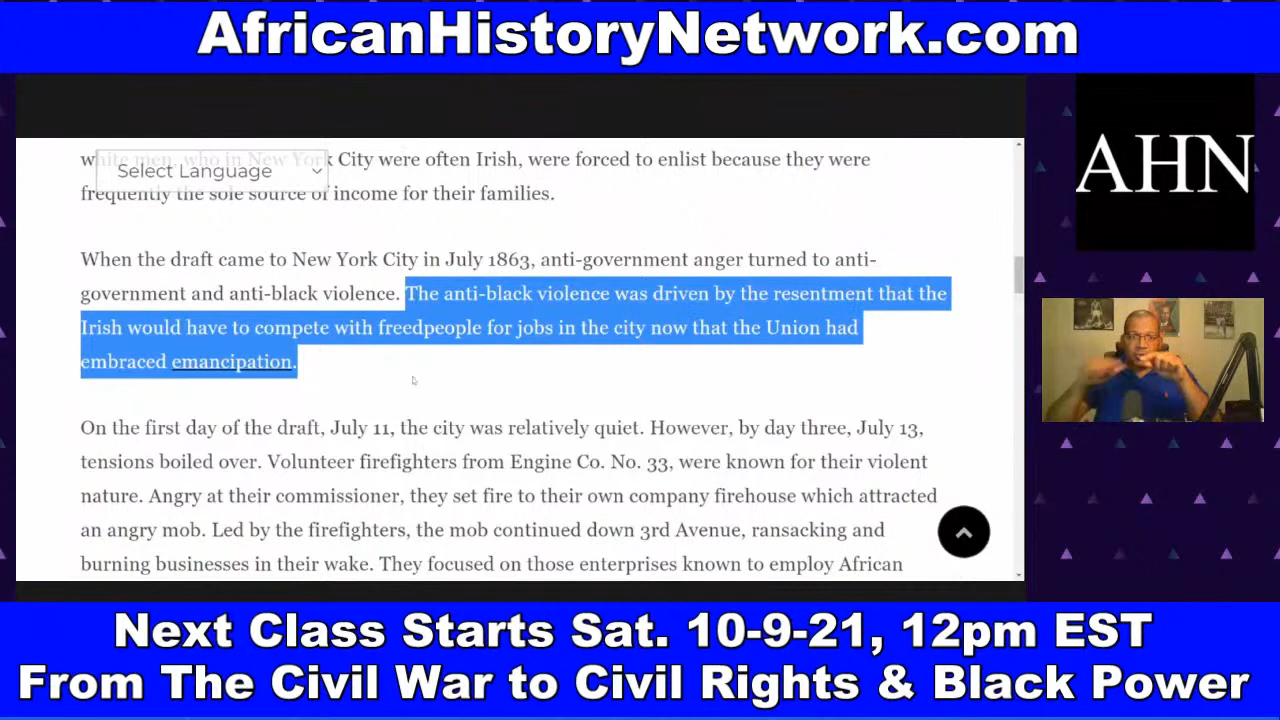 AfricanHistoryNetwork.com
AHN
white men, who in New York City were often Irish, were forced to enlist because they were
Select Language
frequently the sole source of income for their families.
When the draft came to New York City in July 1863, anti-government anger turned to anti-
government and anti-black violence. The anti-black violence was driven by the resentment that the
Irish would have to compete with freedpeople for jobs in the city now that the Union had
embraced emancipation.
On the first day of the draft, July 11, the city was relatively quiet. However, by day three, July 13,
tensions boiled over. Volunteer firefighters from Engine Co. No. 33, were known for their violent
nature. Angry at their commissioner, they set fire to their own company firehouse which attracted
an angry mob. Led by the firefighters, the mob continued down 3rd Avenue, ransacking and
burning businesses in their wake. They focused on those enterprises known to employ African
Next Class Starts Sat. 10-9-21, 12pm EST
From The Civil War to Civil Rights & Black Power